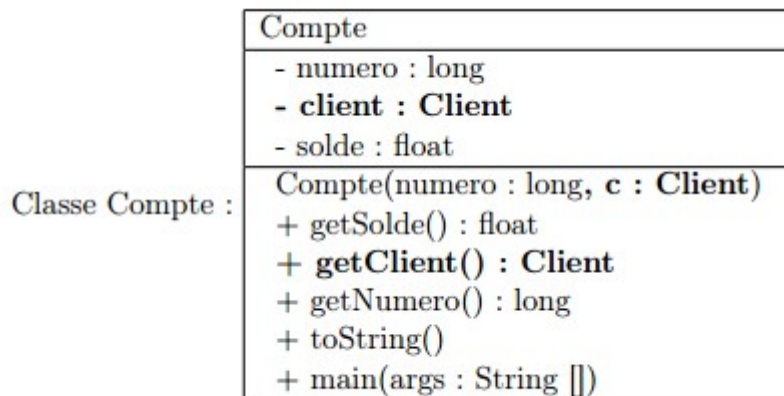 Compte
- numero : long
- client : Client
- solde : float
Classe Compte :
Compte(numero : long, c : Client)
+ getSolde() : float
+ getClient() : Client
+ getNumero() : long
+ toString()
+ main(args : String [])